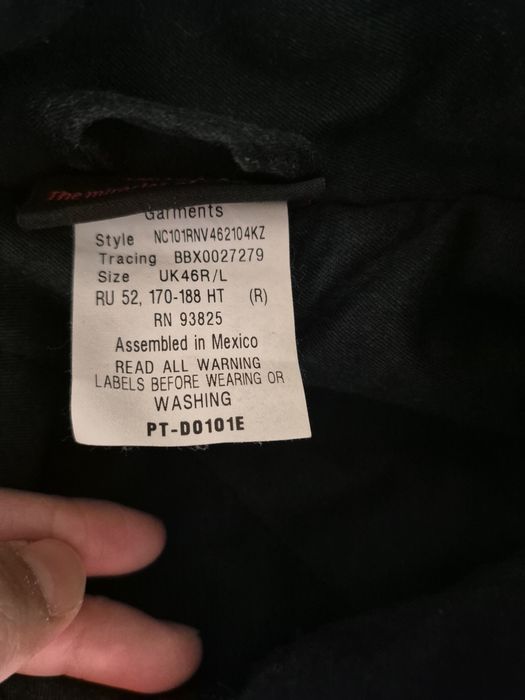 The
Garments
Style NC101RNV462104KZ
Tracing BBX0027279
Size UK46R/L
RU 52, 170-188 HT (R)
RN 93825
Assembled in Mexico
READ ALL WARNING
LABELS BEFORE WEARING OR
WASHING
PT-D0101E